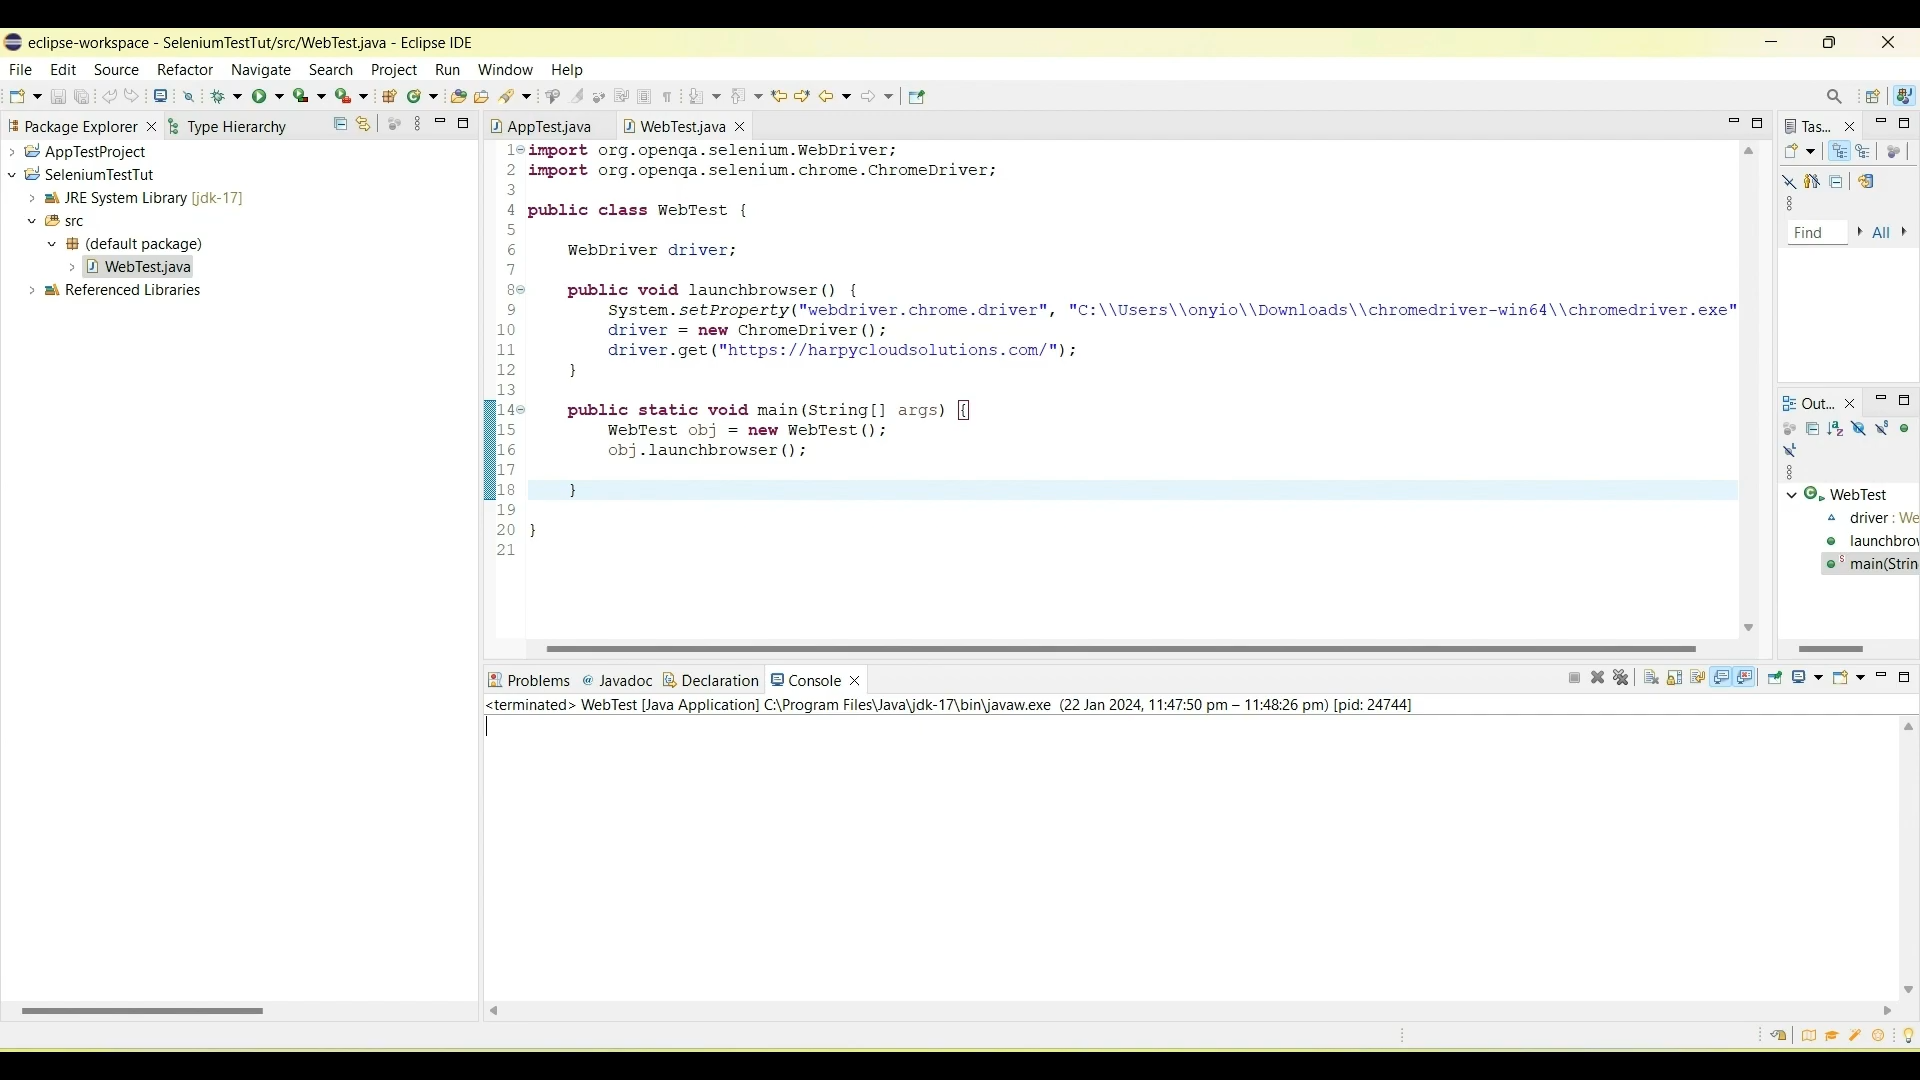 eclipse-workspace - SeleniumTestTut/src/WebTest.java - Eclipse IDE
File Edit Source Refactor Navigate Search Project Run Window Help
Package Explorer Type Hierarchy
AppTestProject
SeleniumTestTut
JRE System Library [jdk-17]
src
(default package)
WebTest.java
Referenced Libraries
AppTest.java WebTest.java
1 import org.openqa.selenium.WebDriver;
2 import org.openqa.selenium.chrome.ChromeDriver;
3
4 public class WebTest {
5
6 WebDriver driver;
7
8 public void launchbrowser() {
9 System.setProperty("webdriver.chrome.driver", "C:\\Users\\onyio\\Downloads\\chromedriver-win64\\chromedriver.exe"
10 driver = new ChromeDriver();
11 driver.get("https://harpycloudsolutions.com/");
12 }
13
14 public static void main(String[] args) {
15 WebTest obj = new WebTest();
16 obj.launchbrowser();
17
18 }
19
20 }
21
Tas...
Find All
Out...
WebTest
driver : We
launchbrow
main(Strin
Problems @ Javadoc Declaration Console
<terminated> WebTest [Java Application] C:\Program Files\Java\jdk-17\bin\javaw.exe (22 Jan 2024, 11:47:50 pm – 11:48:26 pm) [pid: 24744]